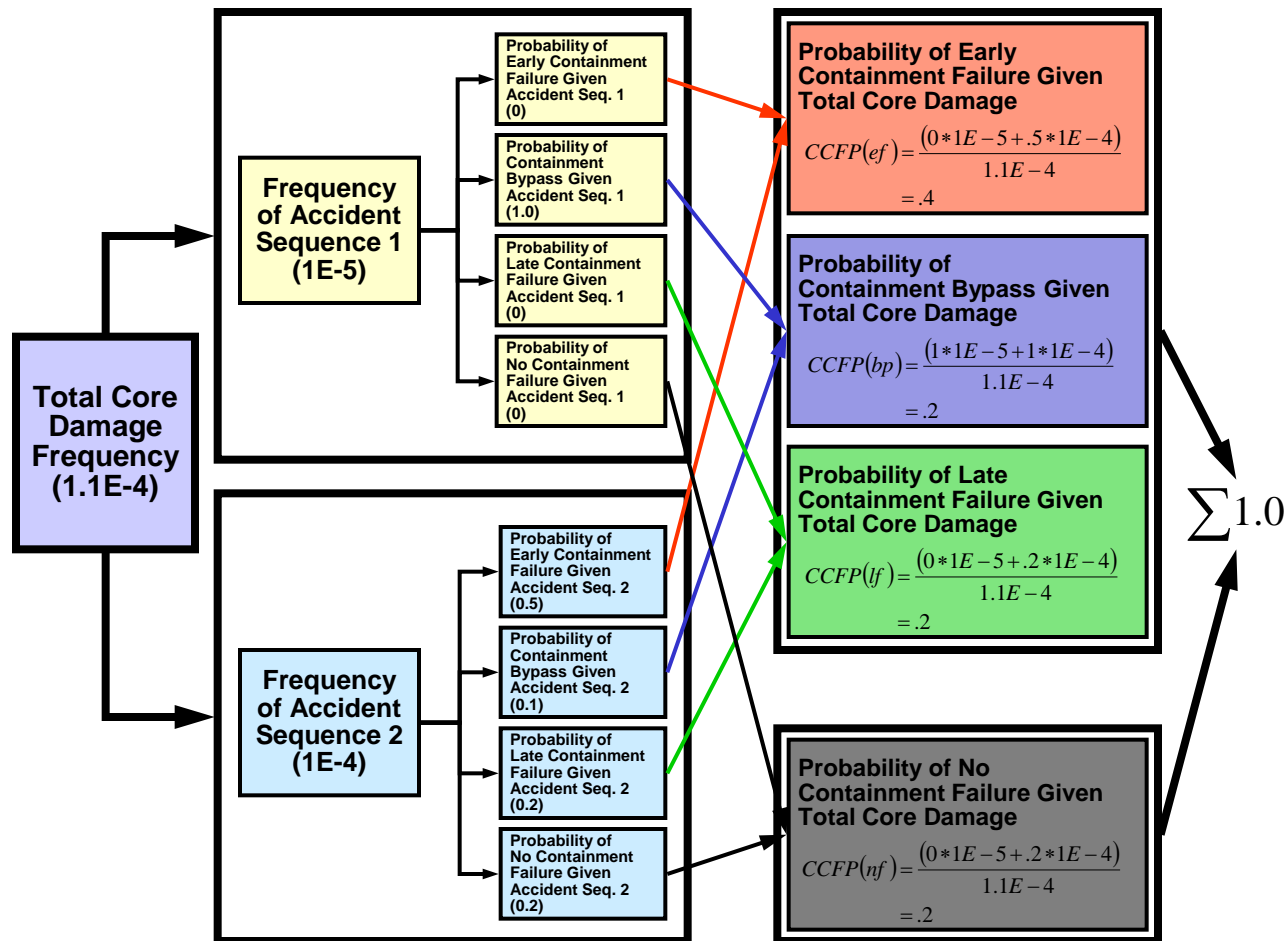 Total Core
Damage
Frequency
(1.1E-4)
Frequency
of Accident
Sequence 1
(1E-5)
Probability of
Early Containment
Failure Given
Accident Seq. 1
(0)
Probability of
Containment
Bypass Given
Accident Seq. 1
(1.0)
Probability of
Late Containment
Failure Given
Accident Seq. 1
(0)
Probability of
No Containment
Failure Given
Accident Seq. 1
(0)
Frequency
of Accident
Sequence 2
(1E-4)
Probability of
Early Containment
Failure Given
Accident Seq. 2
(0.5)
Probability of
Containment
Bypass Given
Accident Seq. 2
(0.1)
Probability of
Late Containment
Failure Given
Accident Seq. 2
(0.2)
Probability of
No Containment
Failure Given
Accident Seq. 2
(0.2)
Probability of Early
Containment Failure Given
Total Core Damage
CCFP(ef) = (0*1E-5+.5*1E-4)
1.1E-4
= .4
Probability of
Containment Bypass Given
Total Core Damage
CCFP(bp) = (1*1E-5+1*1E-4)
1.1E-4
= .2
Probability of Late
Containment Failure Given
Total Core Damage
CCFP(lf) = (0*1E-5+.2*1E-4)
1.1E-4
= .2
Probability of No
Containment Failure Given
Total Core Damage
CCFP(nf) = (0*1E-5+.2*1E-4)
1.1E-4
= .2
∑1.0